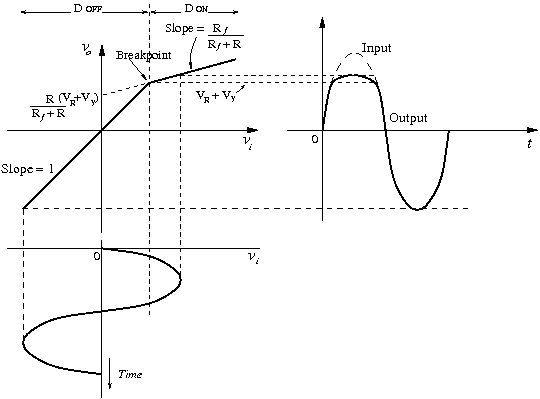 D OFF
D ON
Slope = R_f / (R_f + R)
v_o
Breakpoint
Input
R / (R_f + R) (V_R + V_γ)
V_R + V_γ
Output
0
v_i
t
Slope = 1
0
v_i
Time